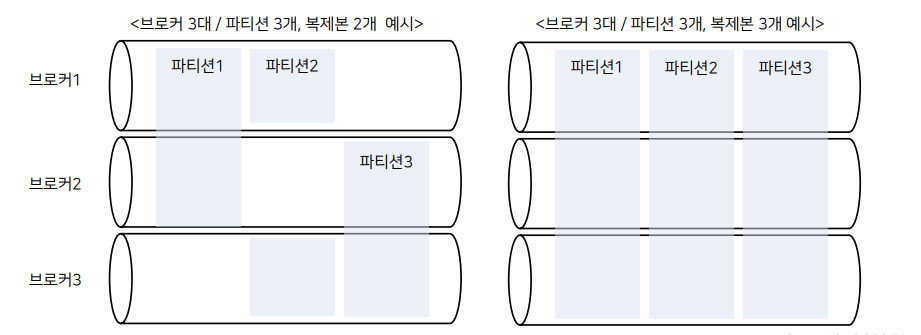 <브로커 3대 / 파티션 3개, 복제본 2개 예시>
<브로커 3대 / 파티션 3개, 복제본 3개 예시>
브로커1
파티션1
파티션2
파티션1
파티션2
파티션3
브로커2
파티션3
브로커3